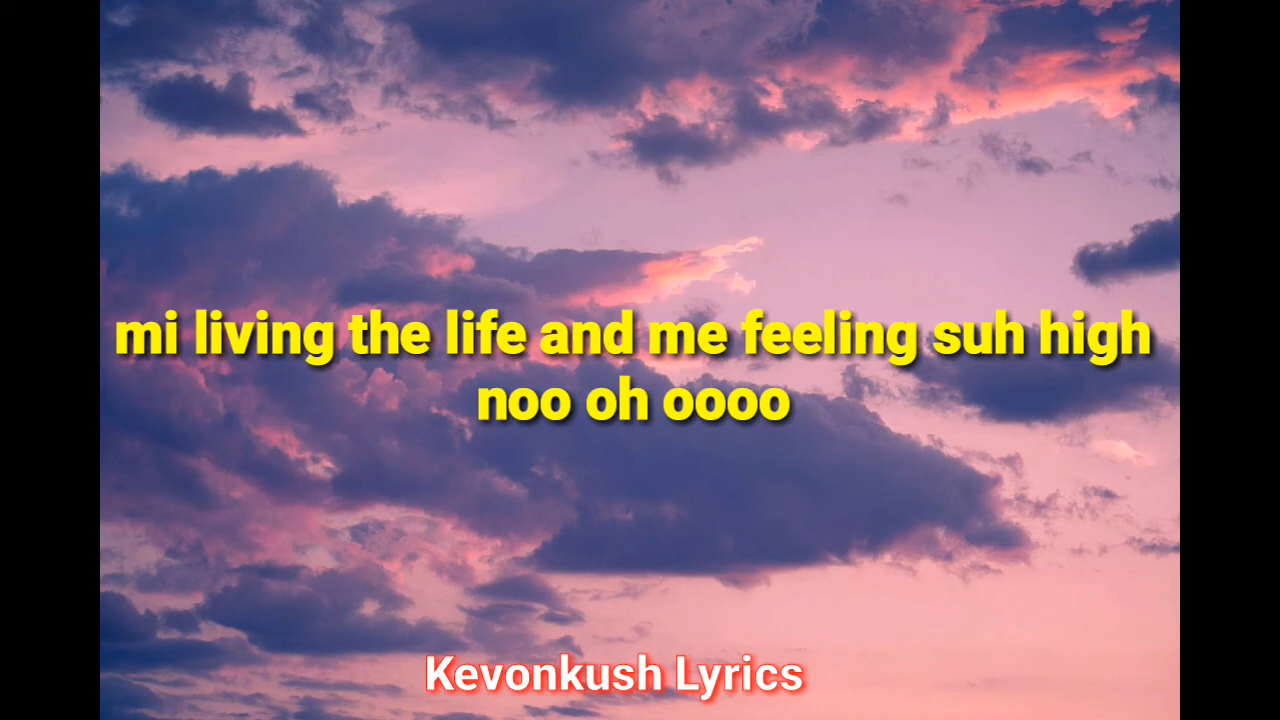 mi living the life and me feeling suh high
noo oh oooo
Kevonkush Lyrics